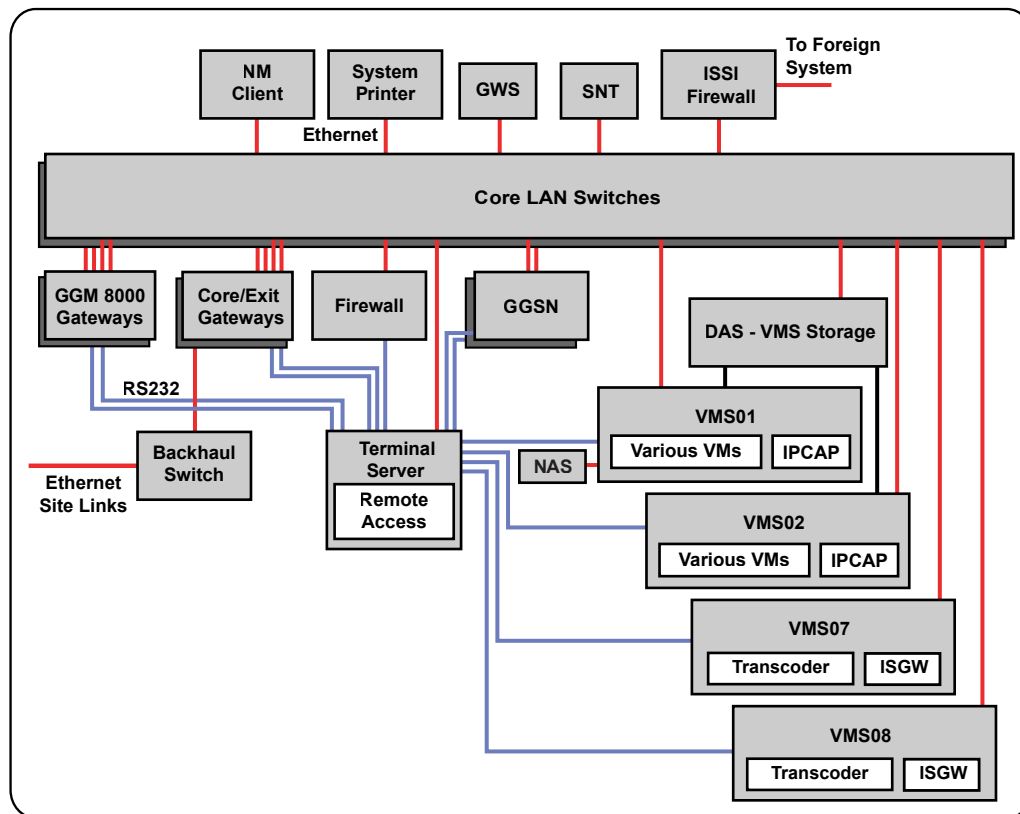 NM
Client
System
Printer
GWS
SNT
ISSI
Firewall
To Foreign
System
Ethernet
Core LAN Switches
GGM 8000
Gateways
Core/Exit
Gateways
Firewall
GGSN
DAS - VMS Storage
RS232
Backhaul
Switch
Ethernet
Site Links
Terminal
Server
Remote
Access
NAS
VMS01
Various VMs
IPCAP
VMS02
Various VMs
IPCAP
VMS07
Transcoder
ISGW
VMS08
Transcoder
ISGW